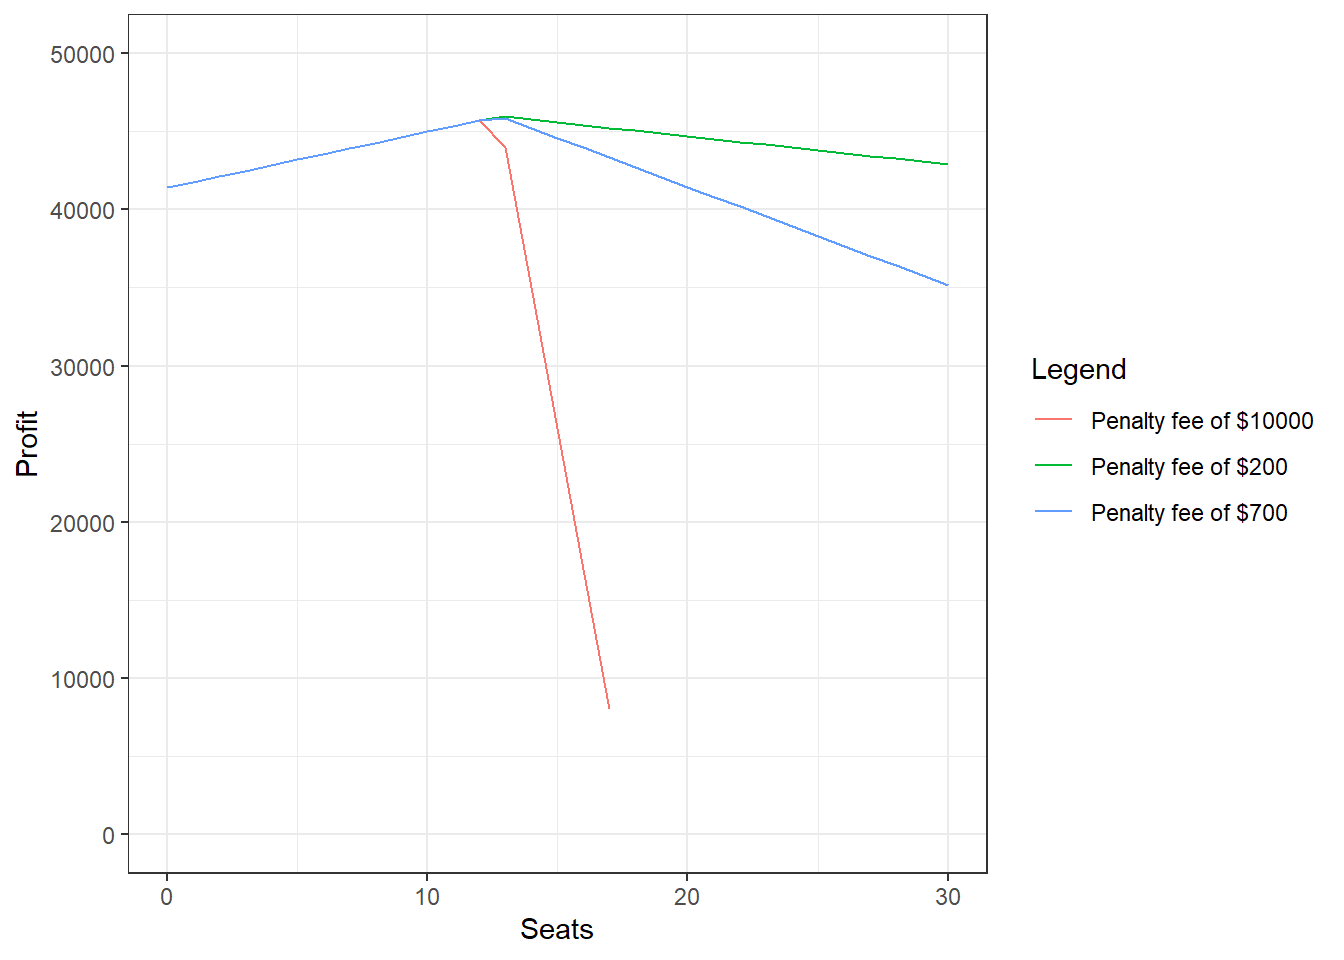 50000
40000
30000
20000
10000
0
Profit
0 10 20 30
Seats
Legend
Penalty fee of $10000
Penalty fee of $200
Penalty fee of $700